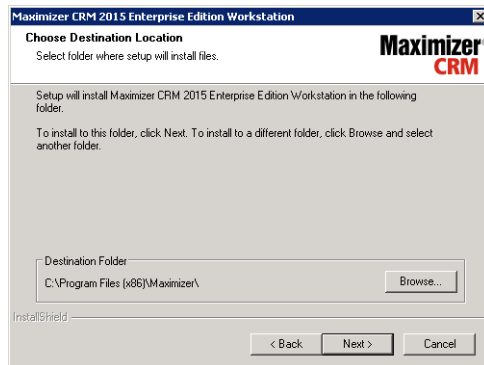 Maximizer CRM 2015 Enterprise Edition Workstation
Choose Destination Location
Select folder where setup will install files.
Maximizer
CRM
Setup will install Maximizer CRM 2015 Enterprise Edition Workstation in the following
folder.
To install to this folder, click Next. To install to a different folder, click Browse and select
another folder.
Destination Folder
C:\Program Files (x86)\Maximizer\
Browse...
InstallShield
< Back
Next >
Cancel